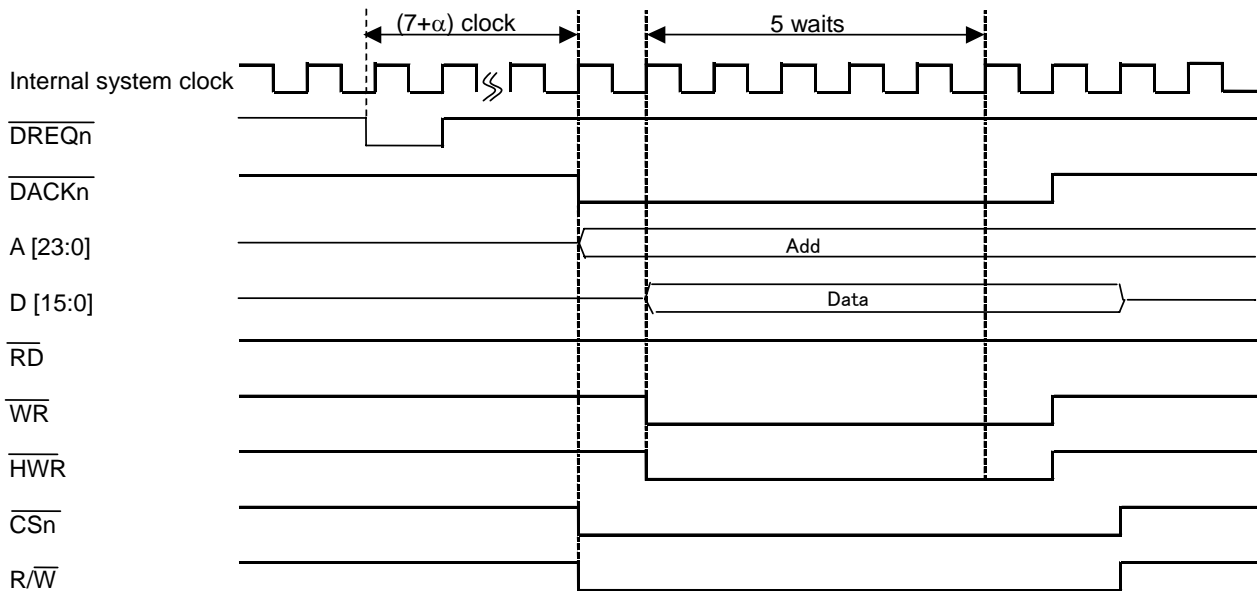 (7+α) clock
5 waits
Internal system clock
DREQn
DACKn
A [23:0]
Add
D [15:0]
Data
RD
WR
HWR
CSn
R/W